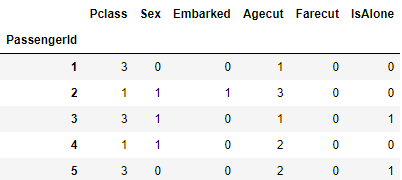 Pclass Sex Embarked Agecut Farecut IsAlone
PassengerId
1 3 0 0 1 0 0
2 1 1 1 3 0 0
3 3 1 0 1 0 1
4 1 1 0 2 0 0
5 3 0 0 2 0 1